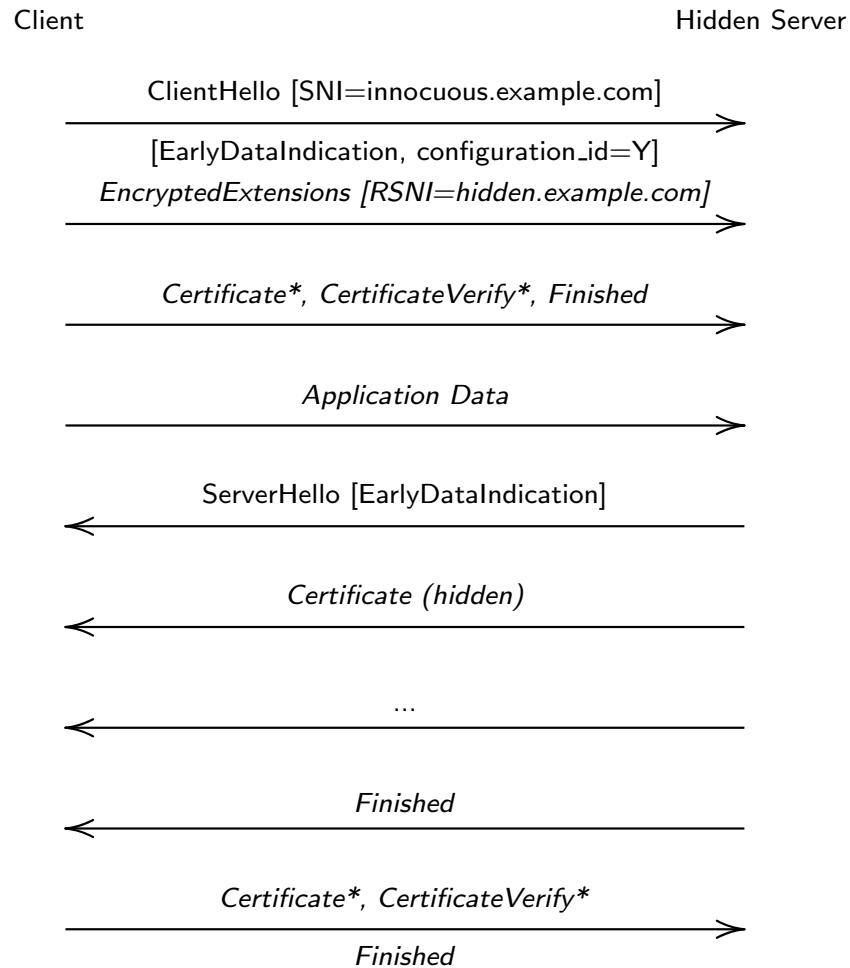 Client
Hidden Server
ClientHello [SNI=innocuous.example.com]
[EarlyDataIndication, configuration_id=Y]
EncryptedExtensions [RSNI=hidden.example.com]
Certificate*, CertificateVerify*, Finished
Application Data
ServerHello [EarlyDataIndication]
Certificate (hidden)
...
Finished
Certificate*, CertificateVerify*
Finished